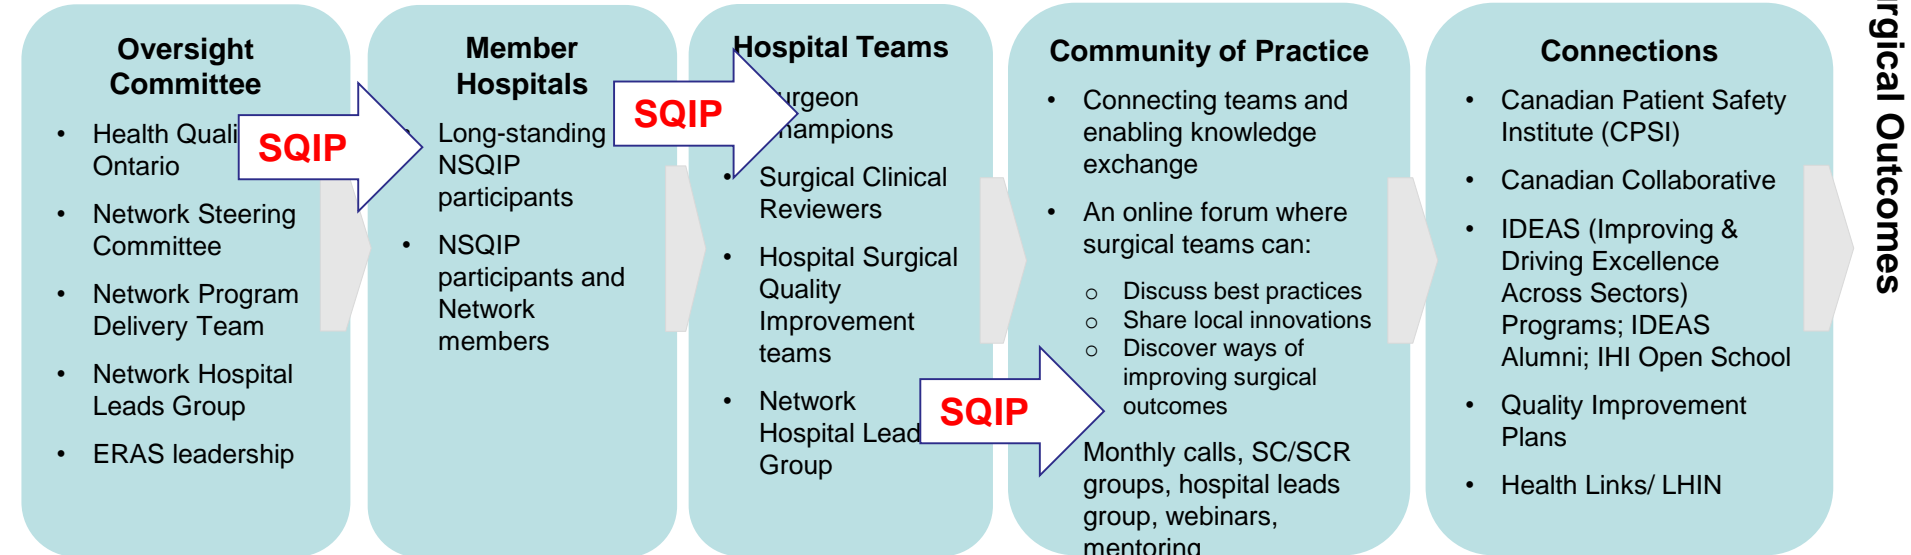 Oversight
Committee
• Health Quali
Ontario
• Network Steering
Committee
• Network Program
Delivery Team
• Network Hospital
Leads Group
• ERAS leadership
SQIP
Member
Hospitals
Long-standing
NSQIP
participants
• NSQIP
participants and
Network
members
SQIP
Hospital Teams
urgeon
hampions
• Surgical Clinical
Reviewers
• Hospital Surgical
Quality
Improvement
teams
• Network
Hospital Lead
Group
SQIP
Community of Practice
• Connecting teams and
enabling knowledge
exchange
• An online forum where
surgical teams can:
○ Discuss best practices
○ Share local innovations
○ Discover ways of
improving surgical
outcomes
Monthly calls, SC/SCR
groups, hospital leads
group, webinars,
mentoring
Connections
• Canadian Patient Safety
Institute (CPSI)
• Canadian Collaborative
• IDEAS (Improving &
Driving Excellence
Across Sectors)
Programs; IDEAS
Alumni; IHI Open School
• Quality Improvement
Plans
• Health Links/ LHIN
urgical Outcomes